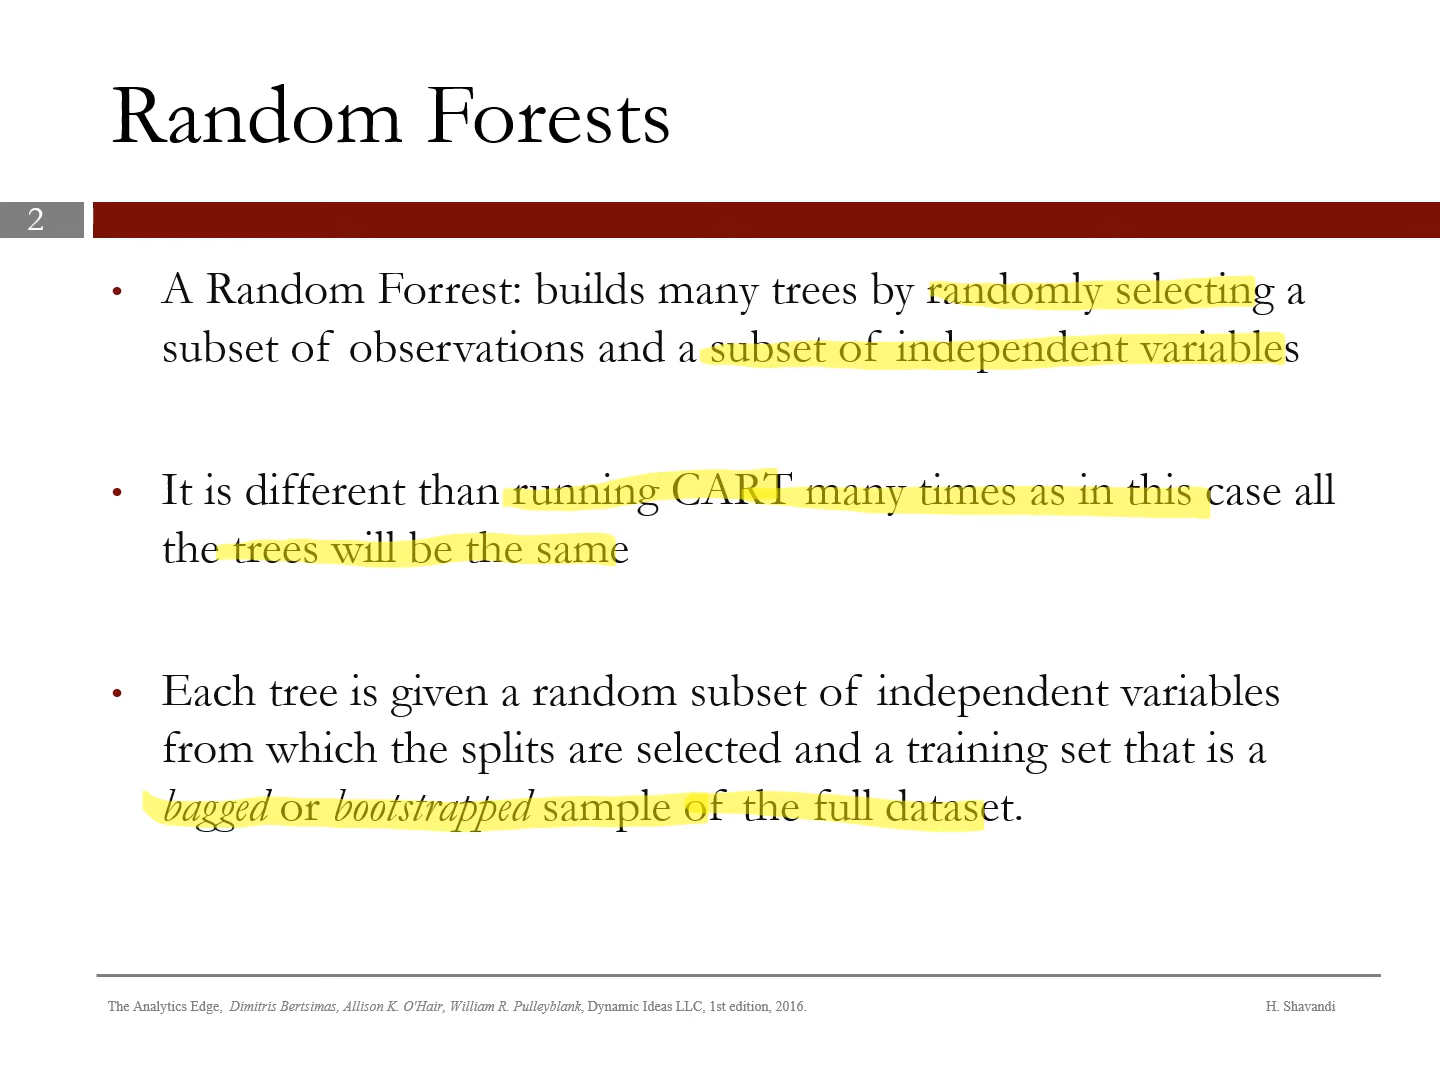 Random Forests
2
• A Random Forrest: builds many trees by randomly selecting a
subset of observations and a subset of independent variables
• It is different than running CART many times as in this case all
the trees will be the same
• Each tree is given a random subset of independent variables
from which the splits are selected and a training set that is a
bagged or bootstrapped sample of the full dataset.
The Analytics Edge, Dimitris Bertsimas, Allison K. O'Hair, William R. Pulleyblank, Dynamic Ideas LLC, 1st edition, 2016.
H. Shavandi